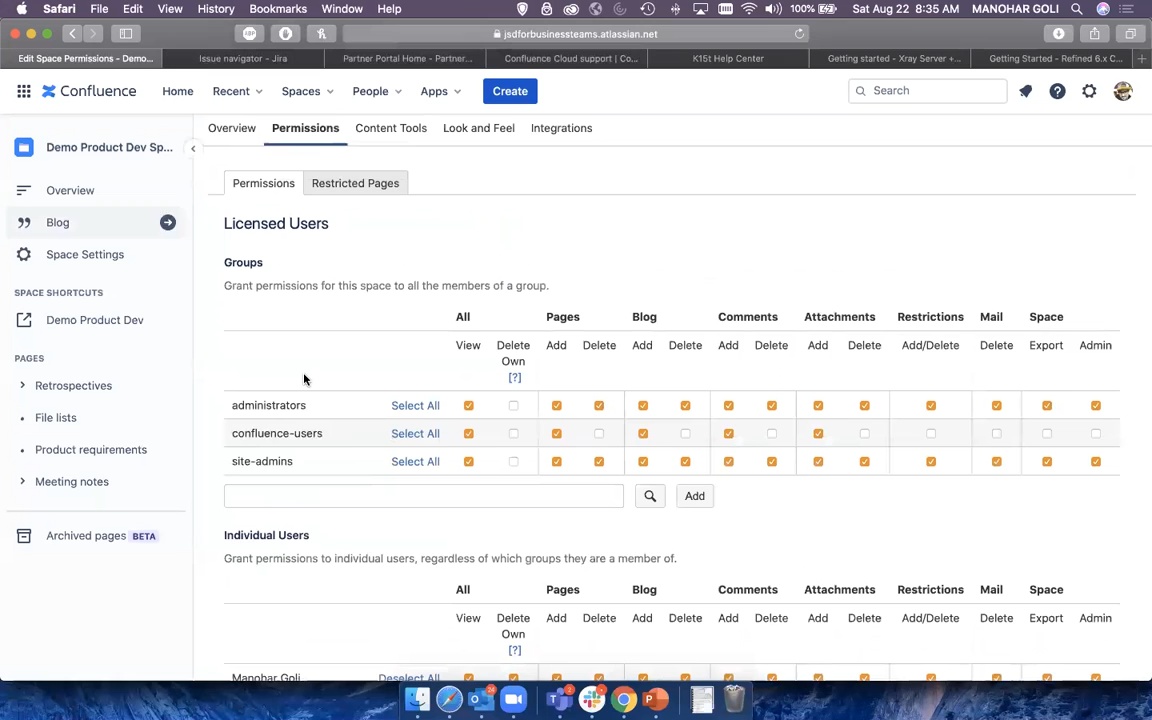 Safari File Edit View History Bookmarks Window Help 100% Sat Aug 22 8:35 AM MANOHAR GOLI
jsdforbusinessteams.atlassian.net
Edit Space Permissions - Demo... Issue navigator - Jira Partner Portal Home - Partner... Confluence Cloud support | Co... K15t Help Center Getting started - Xray Server +... Getting Started - Refined 6.x C...
Confluence Home Recent Spaces People Apps Create Search
Overview Permissions Content Tools Look and Feel Integrations
Demo Product Dev Sp...
Overview
Blog
Space Settings
SPACE SHORTCUTS
Demo Product Dev
PAGES
Retrospectives
File lists
Product requirements
Meeting notes
Archived pages BETA
Permissions Restricted Pages
Licensed Users
Groups
Grant permissions for this space to all the members of a group.
All Pages Blog Comments Attachments Restrictions Mail Space
View Delete Own [?] Add Delete Add Delete Add Delete Add Delete Add/Delete Delete Export Admin
administrators Select All
confluence-users Select All
site-admins Select All
Add
Individual Users
Grant permissions to individual users, regardless of which groups they are a member of.
All Pages Blog Comments Attachments Restrictions Mail Space
View Delete Own [?] Add Delete Add Delete Add Delete Add Delete Add/Delete Delete Export Admin
Manohar Goli Deselect All